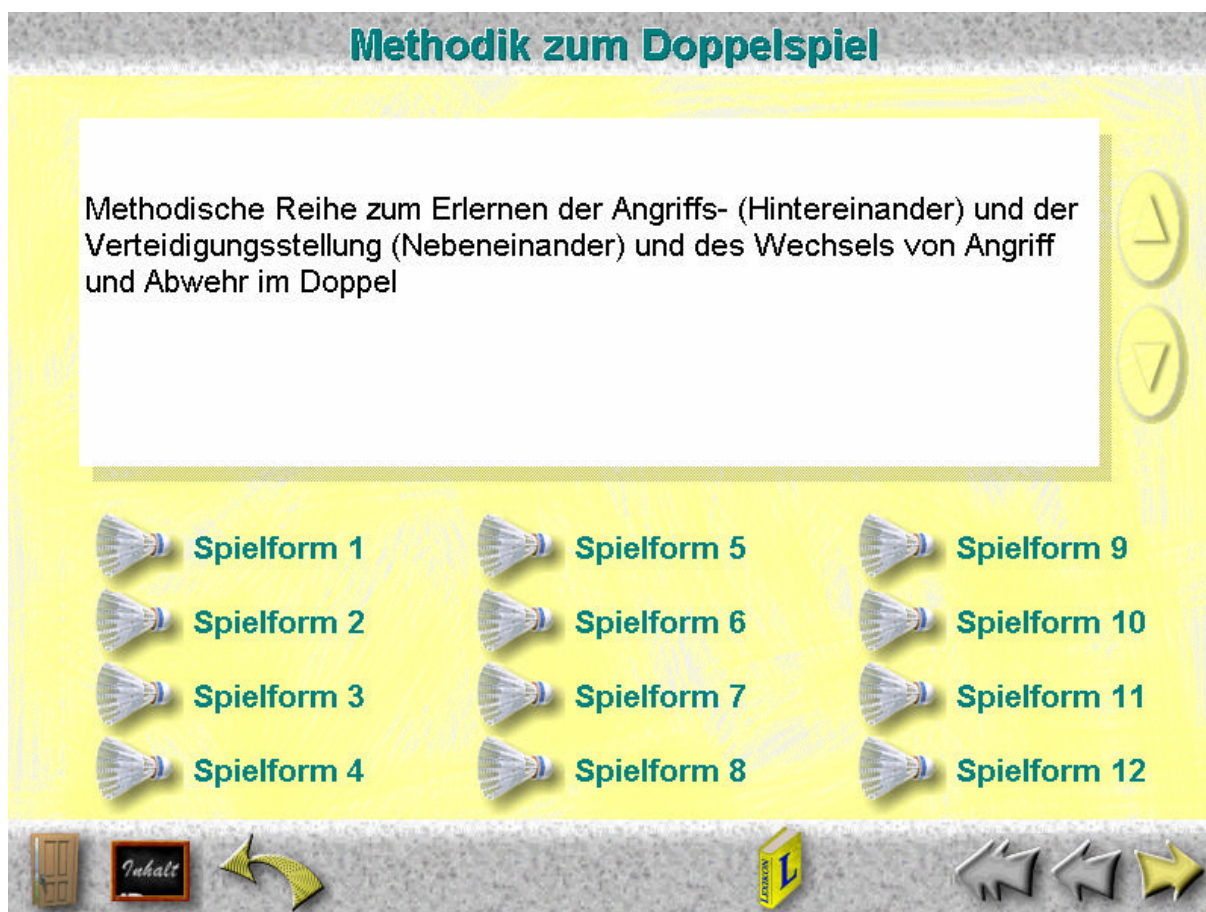 Methodik zum Doppelspiel
Methodische Reihe zum Erlernen der Angriffs- (Hintereinander) und der
Verteidigungsstellung (Nebeneinander) und des Wechsels von Angriff
und Abwehr im Doppel
Spielform 1
Spielform 2
Spielform 3
Spielform 4
Spielform 5
Spielform 6
Spielform 7
Spielform 8
Spielform 9
Spielform 10
Spielform 11
Spielform 12
Inhalt
LEXIKON
L